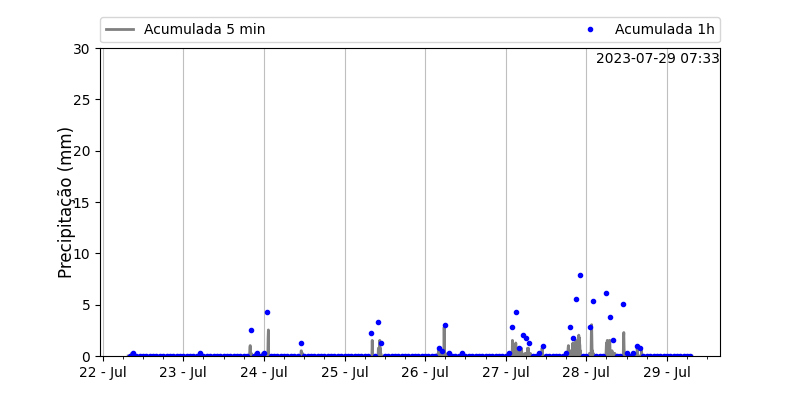 Acumulada 5 min
Acumulada 1h
2023-07-29 07:33
Precipitação (mm)
30
25
20
15
10
5
0
22 - Jul
23 - Jul
24 - Jul
25 - Jul
26 - Jul
27 - Jul
28 - Jul
29 - Jul